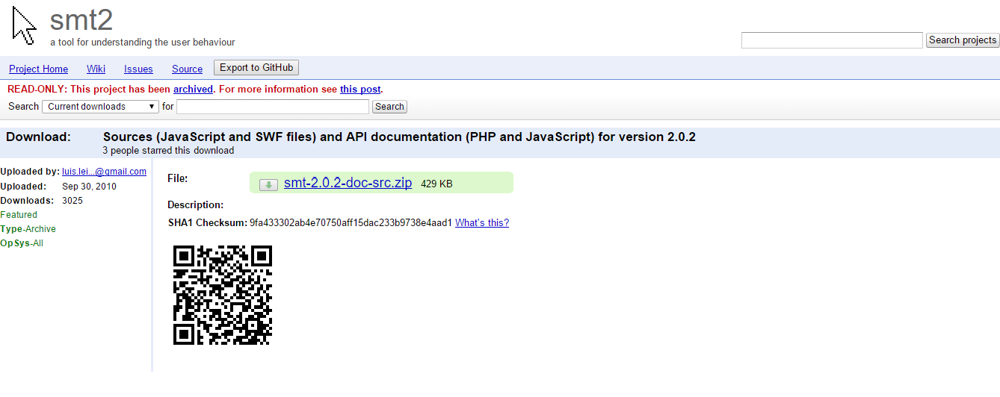 smt2
a tool for understanding the user behaviour
Search projects
Project Home Wiki Issues Source Export to GitHub
READ-ONLY: This project has been archived. For more information see this post.
Search Current downloads for Search
Download: Sources (JavaScript and SWF files) and API documentation (PHP and JavaScript) for version 2.0.2
3 people starred this download
Uploaded by: luis.lei...@gmail.com
Uploaded: Sep 30, 2010
Downloads: 3025
Featured
Type-Archive
OpSys-All
File: smt-2.0.2-doc-src.zip 429 KB
Description:
SHA1 Checksum: 9fa433302ab4e70750aff15dac233b9738e4aad1 What's this?